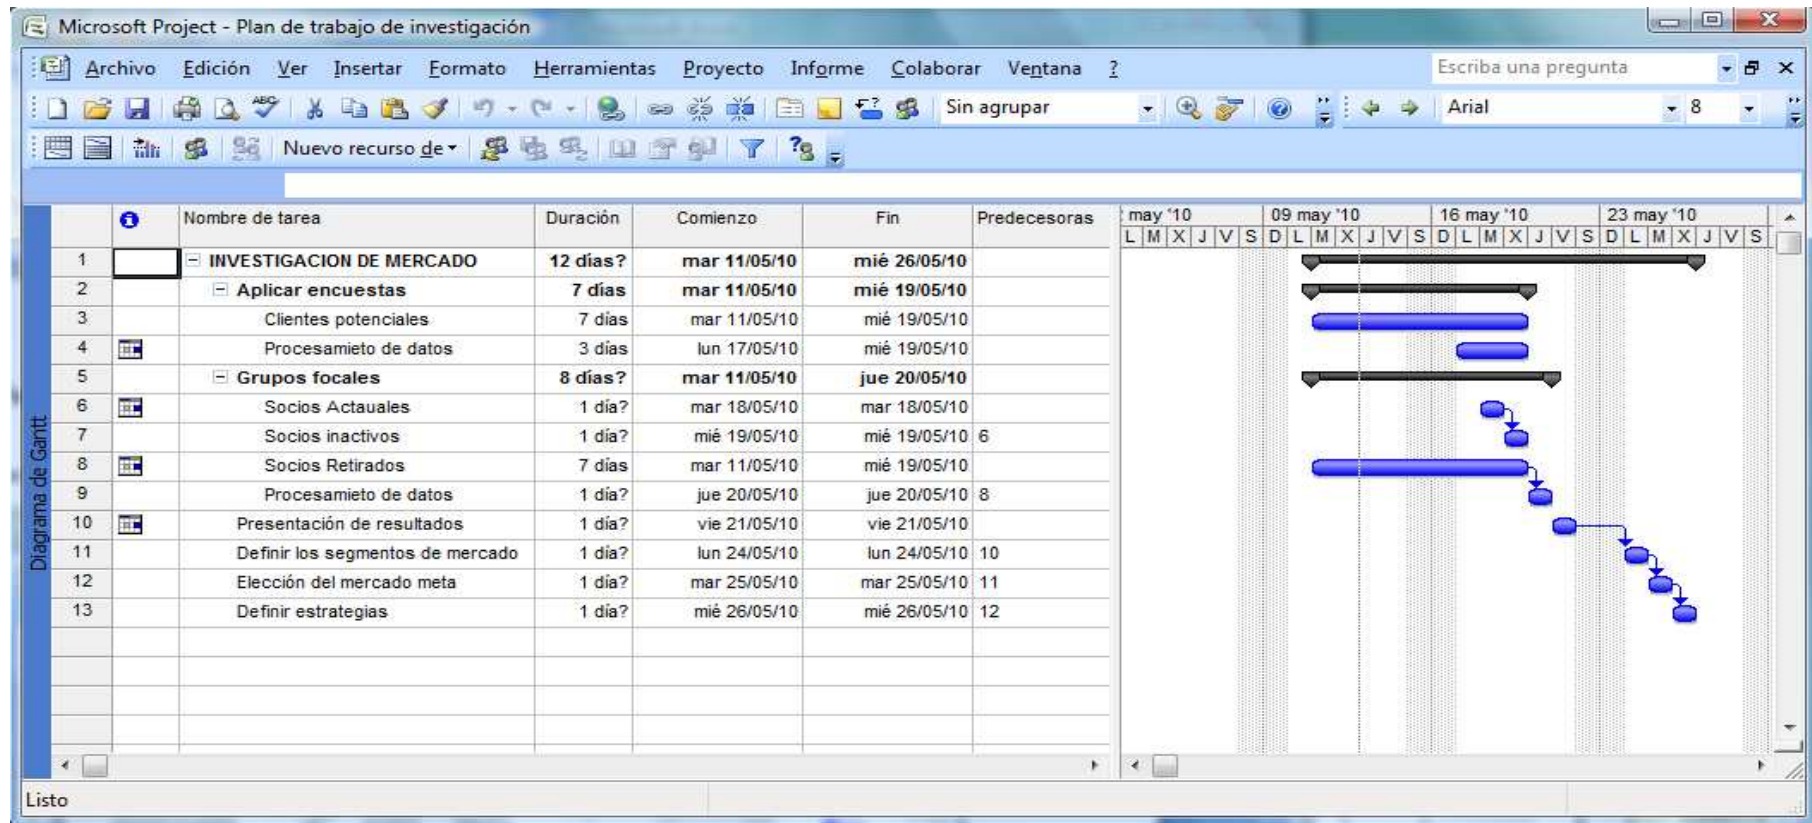 Microsoft Project - Plan de trabajo de investigación
Archivo Edición Ver Insertar Formato Herramientas Proyecto Informe Colaborar Ventana ? Escriba una pregunta
ABC Sin agrupar Arial 8
Nuevo recurso de
Nombre de tarea Duración Comienzo Fin Predecesoras may '10 09 may '10 16 may '10 23 may '10
L M X J V S D L M X J V S D L M X J V S D L M X J V S
1 INVESTIGACION DE MERCADO 12 días? mar 11/05/10 mié 26/05/10
2 Aplicar encuestas 7 días mar 11/05/10 mié 19/05/10
3 Clientes potenciales 7 días mar 11/05/10 mié 19/05/10
4 Procesamieto de datos 3 días lun 17/05/10 mié 19/05/10
5 Grupos focales 8 días? mar 11/05/10 jue 20/05/10
6 Socios Actauales 1 día? mar 18/05/10 mar 18/05/10
7 Socios inactivos 1 día? mié 19/05/10 mié 19/05/10 6
8 Socios Retirados 7 días mar 11/05/10 mié 19/05/10
9 Procesamieto de datos 1 día? jue 20/05/10 jue 20/05/10 8
10 Presentación de resultados 1 día? vie 21/05/10 vie 21/05/10
11 Definir los segmentos de mercado 1 día? lun 24/05/10 lun 24/05/10 10
12 Elección del mercado meta 1 día? mar 25/05/10 mar 25/05/10 11
13 Definir estrategias 1 día? mié 26/05/10 mié 26/05/10 12
Diagrama de Gantt
Listo